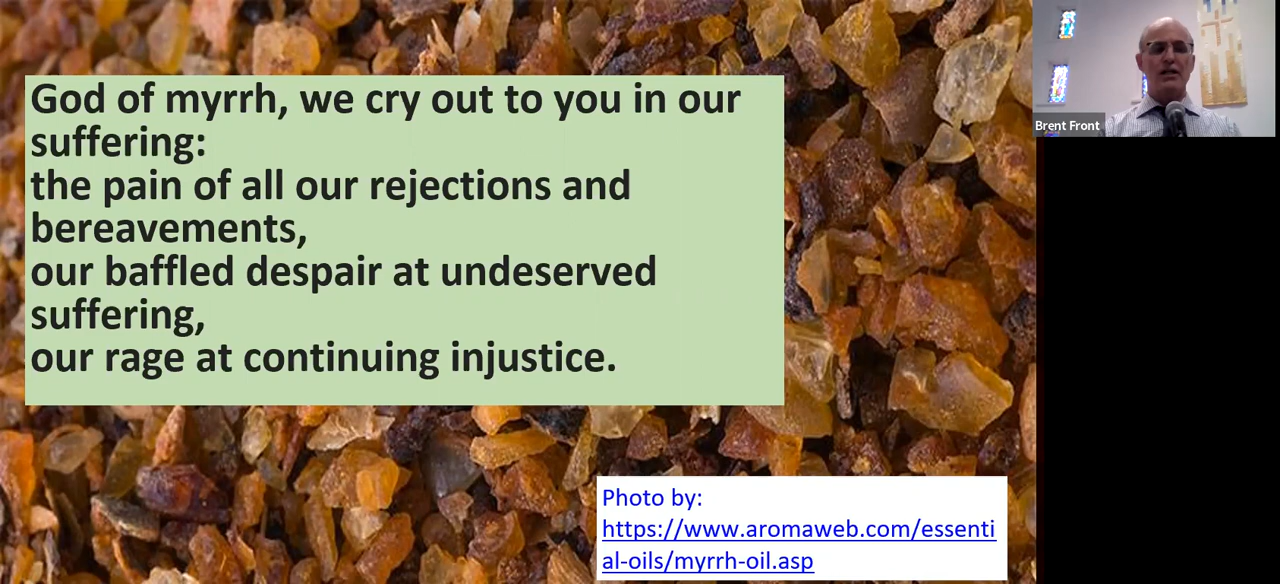 God of myrrh, we cry out to you in our
suffering:
the pain of all our rejections and
bereavements,
our baffled despair at undeserved
suffering,
our rage at continuing injustice.
Photo by:
https://www.aromaweb.com/essenti
al-oils/myrrh-oil.asp
Brent Front